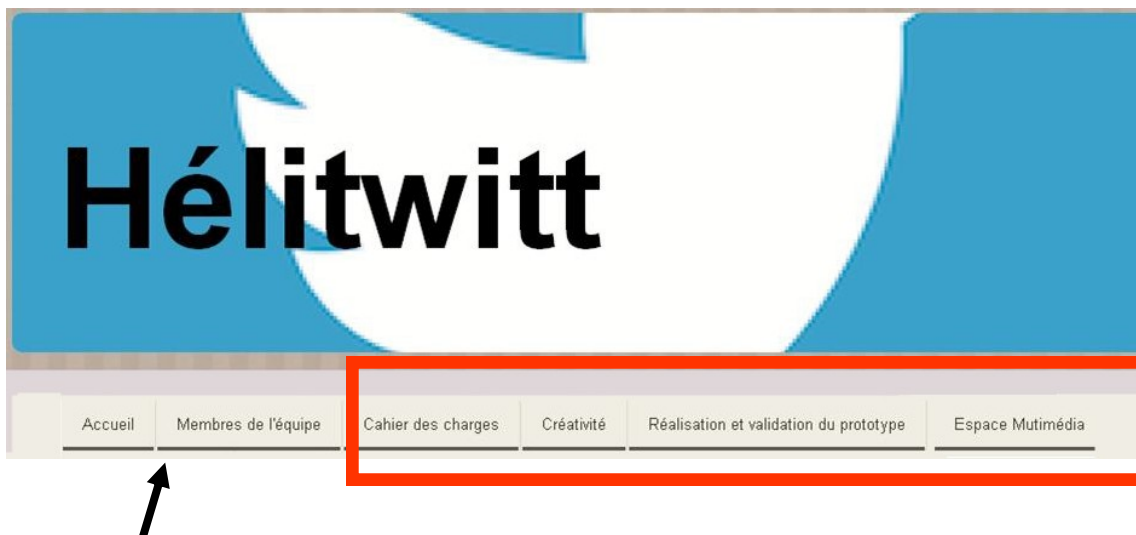 Hélitwitt
Accueil Membres de l'équipe Cahier des charges Créativité Réalisation et validation du prototype Espace Mutimédia